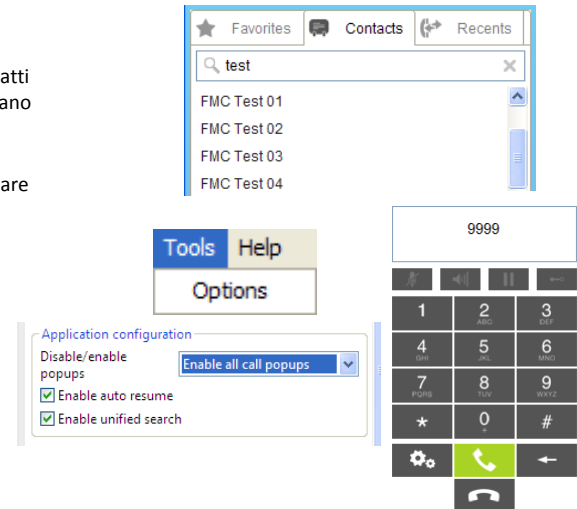 Favorites Contacts Recents
atti
test
ano
FMC Test 01
FMC Test 02
FMC Test 03
are
FMC Test 04
9999
Tools Help
Options
Application configuration
Disable/enable
popups
Enable all call popups
Enable auto resume
Enable unified search
1 2 3
ABC DEF
4 5 6
GHI JKL MNO
7 8 9
PQRS TUV WXYZ
* 0 #
+